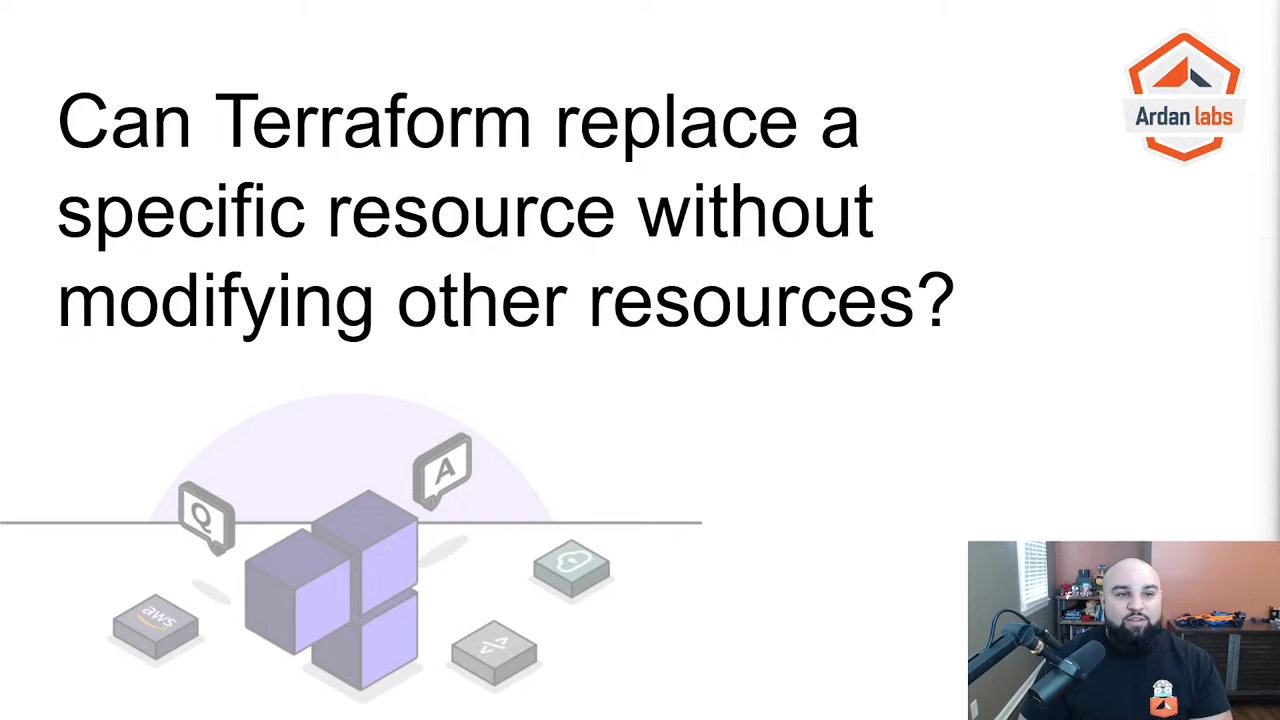 Can Terraform replace a
specific resource without
modifying other resources?
Ardan labs
A
Q
aws